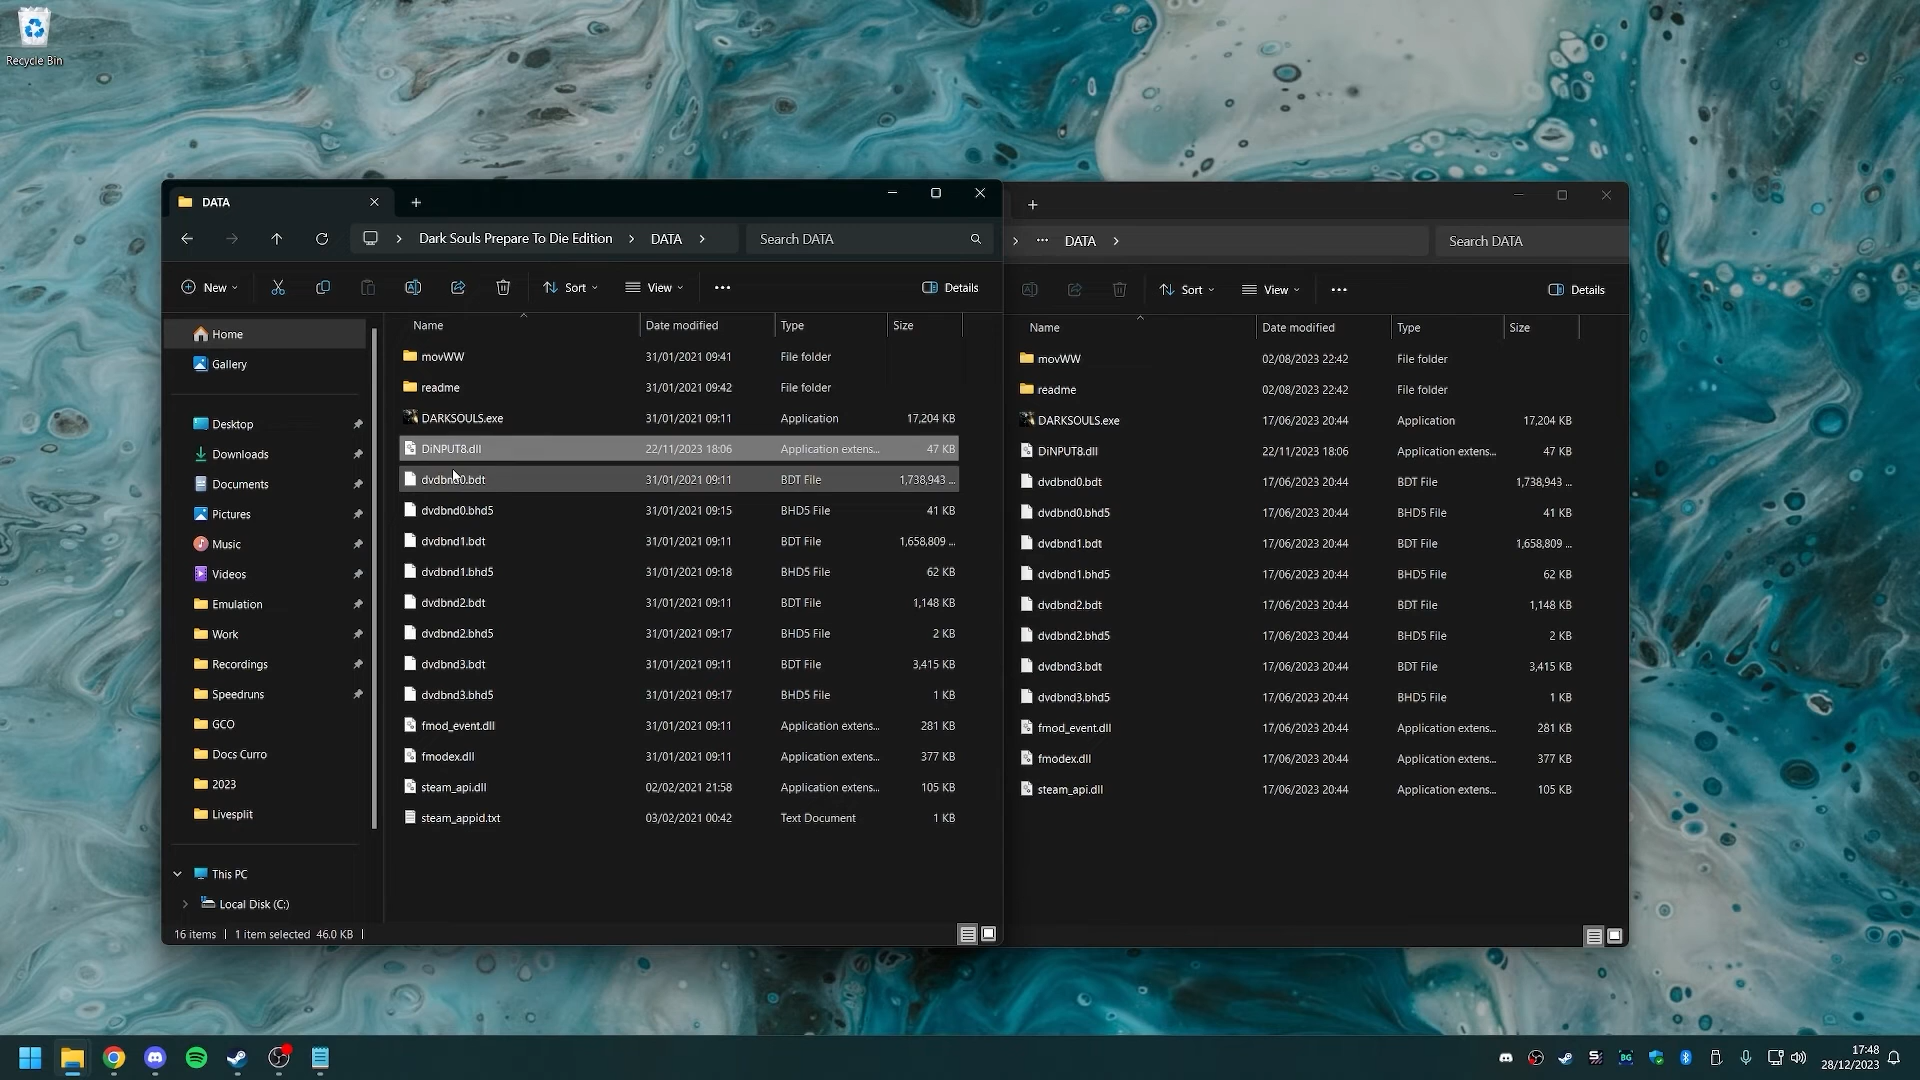 Recycle Bin
DATA
Dark Souls Prepare To Die Edition
DATA
Search DATA
New
Sort
View
Details
Home
Gallery
Desktop
Downloads
Documents
Pictures
Music
Videos
Emulation
Work
Recordings
Speedruns
GCO
Docs Curro
2023
Livesplit
This PC
Local Disk (C:)
Name Date modified Type Size
movWW 31/01/2021 09:41 File folder
readme 31/01/2021 09:42 File folder
DARKSOULS.exe 31/01/2021 09:11 Application 17,204 KB
DiNPUT8.dll 22/11/2023 18:06 Application extens... 47 KB
dvdbnd0.bdt 31/01/2021 09:11 BDT File 1,738,943 ...
dvdbnd0.bhd5 31/01/2021 09:15 BHD5 File 41 KB
dvdbnd1.bdt 31/01/2021 09:11 BDT File 1,658,809 ...
dvdbnd1.bhd5 31/01/2021 09:18 BHD5 File 62 KB
dvdbnd2.bdt 31/01/2021 09:11 BDT File 1,148 KB
dvdbnd2.bhd5 31/01/2021 09:17 BHD5 File 2 KB
dvdbnd3.bdt 31/01/2021 09:11 BDT File 3,415 KB
dvdbnd3.bhd5 31/01/2021 09:17 BHD5 File 1 KB
fmod_event.dll 31/01/2021 09:11 Application extens... 281 KB
fmodex.dll 31/01/2021 09:11 Application extens... 377 KB
steam_api.dll 02/02/2021 21:58 Application extens... 105 KB
steam_appid.txt 03/02/2021 00:42 Text Document 1 KB
16 items 1 item selected 46.0 KB
DATA
Search DATA
Sort
View
Details
Name Date modified Type Size
movWW 02/08/2023 22:42 File folder
readme 02/08/2023 22:42 File folder
DARKSOULS.exe 17/06/2023 20:44 Application 17,204 KB
DiNPUT8.dll 22/11/2023 18:06 Application extens... 47 KB
dvdbnd0.bdt 17/06/2023 20:44 BDT File 1,738,943 ...
dvdbnd0.bhd5 17/06/2023 20:44 BHD5 File 41 KB
dvdbnd1.bdt 17/06/2023 20:44 BDT File 1,658,809 ...
dvdbnd1.bhd5 17/06/2023 20:44 BHD5 File 62 KB
dvdbnd2.bdt 17/06/2023 20:44 BDT File 1,148 KB
dvdbnd2.bhd5 17/06/2023 20:44 BHD5 File 2 KB
dvdbnd3.bdt 17/06/2023 20:44 BDT File 3,415 KB
dvdbnd3.bhd5 17/06/2023 20:44 BHD5 File 1 KB
fmod_event.dll 17/06/2023 20:44 Application extens... 281 KB
fmodex.dll 17/06/2023 20:44 Application extens... 377 KB
steam_api.dll 17/06/2023 20:44 Application extens... 105 KB
BG
17:48
28/12/2023